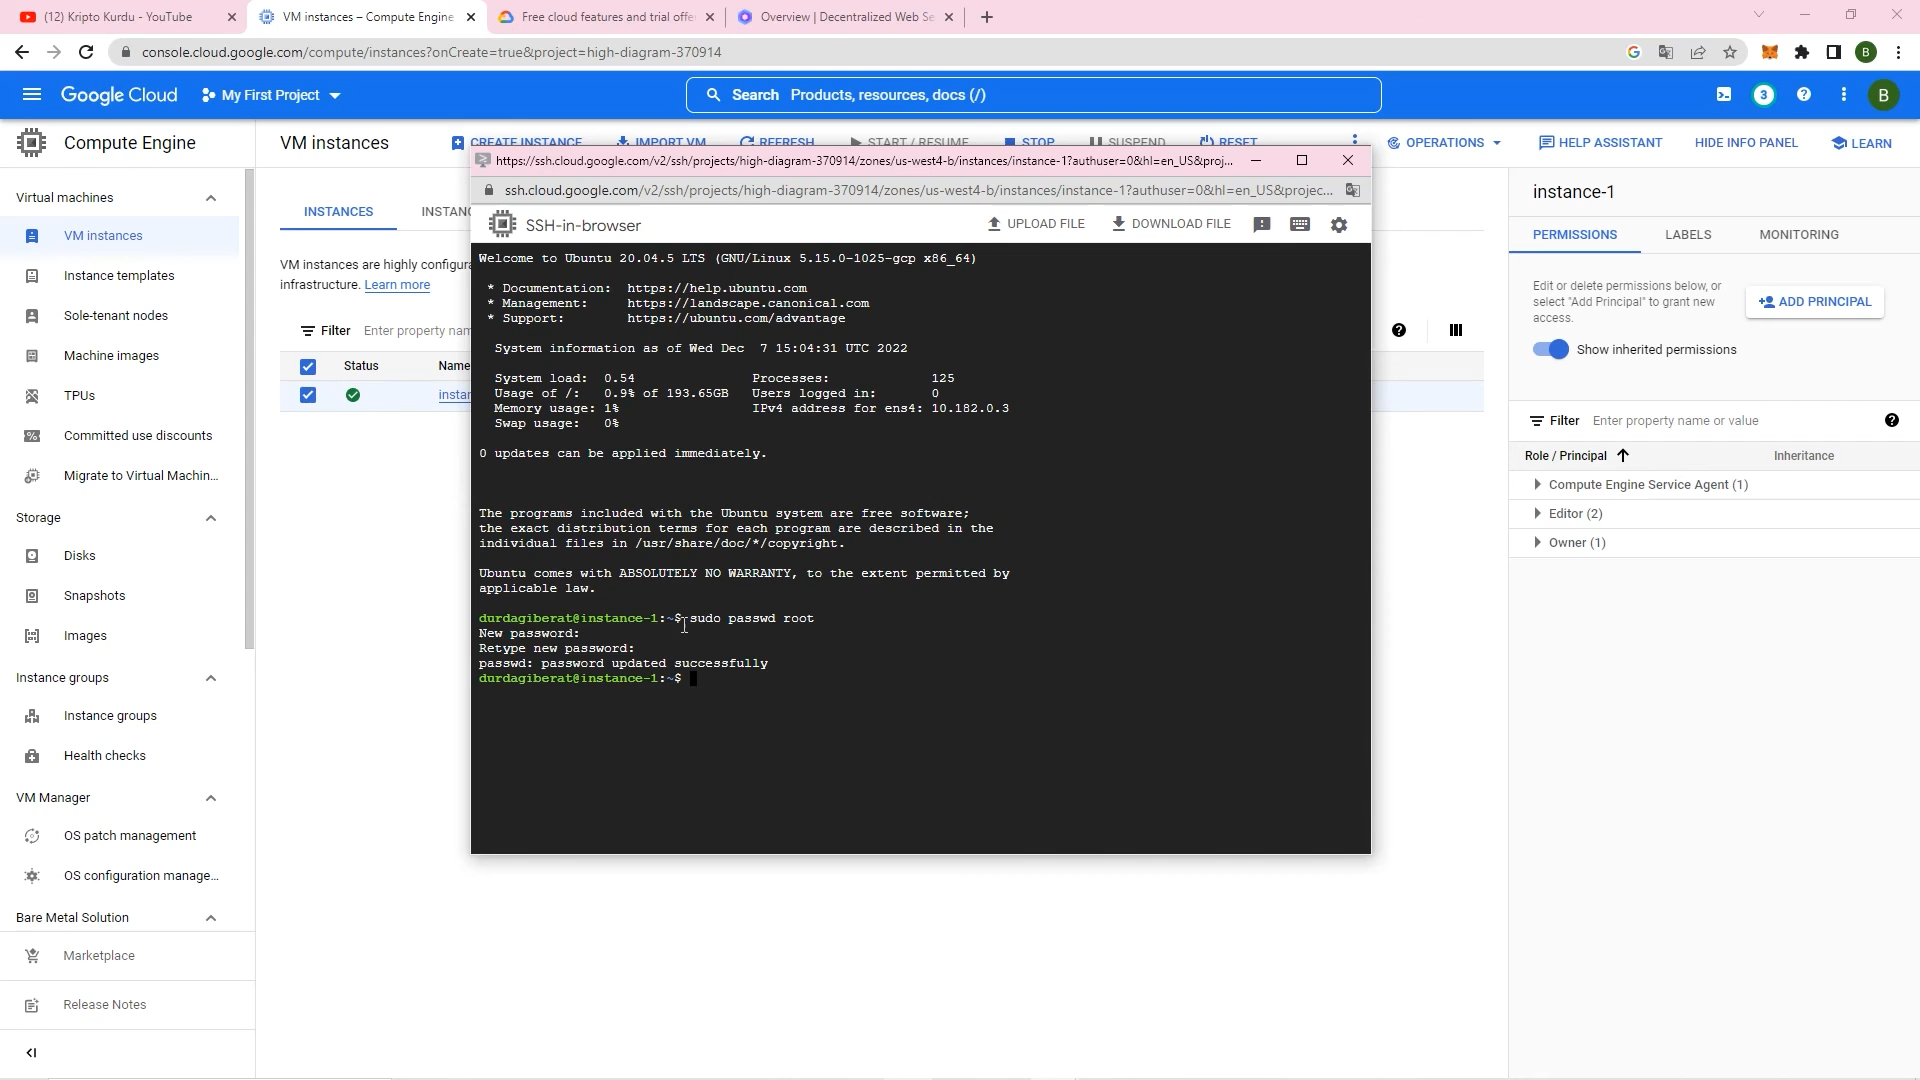 (12) Kripto Kurdu - YouTube
VM instances – Compute Engine
Free cloud features and trial offe
Overview | Decentralized Web Se
console.cloud.google.com/compute/instances?onCreate=true&project=high-diagram-370914
B
Google Cloud
My First Project
Search Products, resources, docs (/)
3
B
Compute Engine
VM instances
CREATE INSTANCE
IMPORT VM
REFRESH
START / RESUME
STOP
SUSPEND
RESET
OPERATIONS
HELP ASSISTANT
HIDE INFO PANEL
LEARN
Virtual machines
VM instances
Instance templates
Sole-tenant nodes
Machine images
TPUs
Committed use discounts
Migrate to Virtual Machin...
Storage
Disks
Snapshots
Images
Instance groups
Instance groups
Health checks
VM Manager
OS patch management
OS configuration manage...
Bare Metal Solution
Marketplace
Release Notes
INSTANCES
INSTANC
VM instances are highly configura
infrastructure. Learn more
Filter Enter property nam
Status
Name
instan
https://ssh.cloud.google.com/v2/ssh/projects/high-diagram-370914/zones/us-west4-b/instances/instance-1?authuser=0&hl=en_US&proj...
ssh.cloud.google.com/v2/ssh/projects/high-diagram-370914/zones/us-west4-b/instances/instance-1?authuser=0&hl=en_US&projec...
SSH-in-browser
UPLOAD FILE
DOWNLOAD FILE
Welcome to Ubuntu 20.04.5 LTS (GNU/Linux 5.15.0-1025-gcp x86_64)
* Documentation: https://help.ubuntu.com
* Management: https://landscape.canonical.com
* Support: https://ubuntu.com/advantage
System information as of Wed Dec 7 15:04:31 UTC 2022
System load: 0.54 Processes: 125
Usage of /: 0.9% of 193.65GB Users logged in: 0
Memory usage: 1% IPv4 address for ens4: 10.182.0.3
Swap usage: 0%
0 updates can be applied immediately.
The programs included with the Ubuntu system are free software;
the exact distribution terms for each program are described in the
individual files in /usr/share/doc/*/copyright.
Ubuntu comes with ABSOLUTELY NO WARRANTY, to the extent permitted by
applicable law.
durdagiberat@instance-1:~$ sudo passwd root
New password:
Retype new password:
passwd: password updated successfully
durdagiberat@instance-1:~$
instance-1
PERMISSIONS
LABELS
MONITORING
Edit or delete permissions below, or
select "Add Principal" to grant new
access.
ADD PRINCIPAL
Show inherited permissions
Filter Enter property name or value
Role / Principal
Inheritance
Compute Engine Service Agent (1)
Editor (2)
Owner (1)